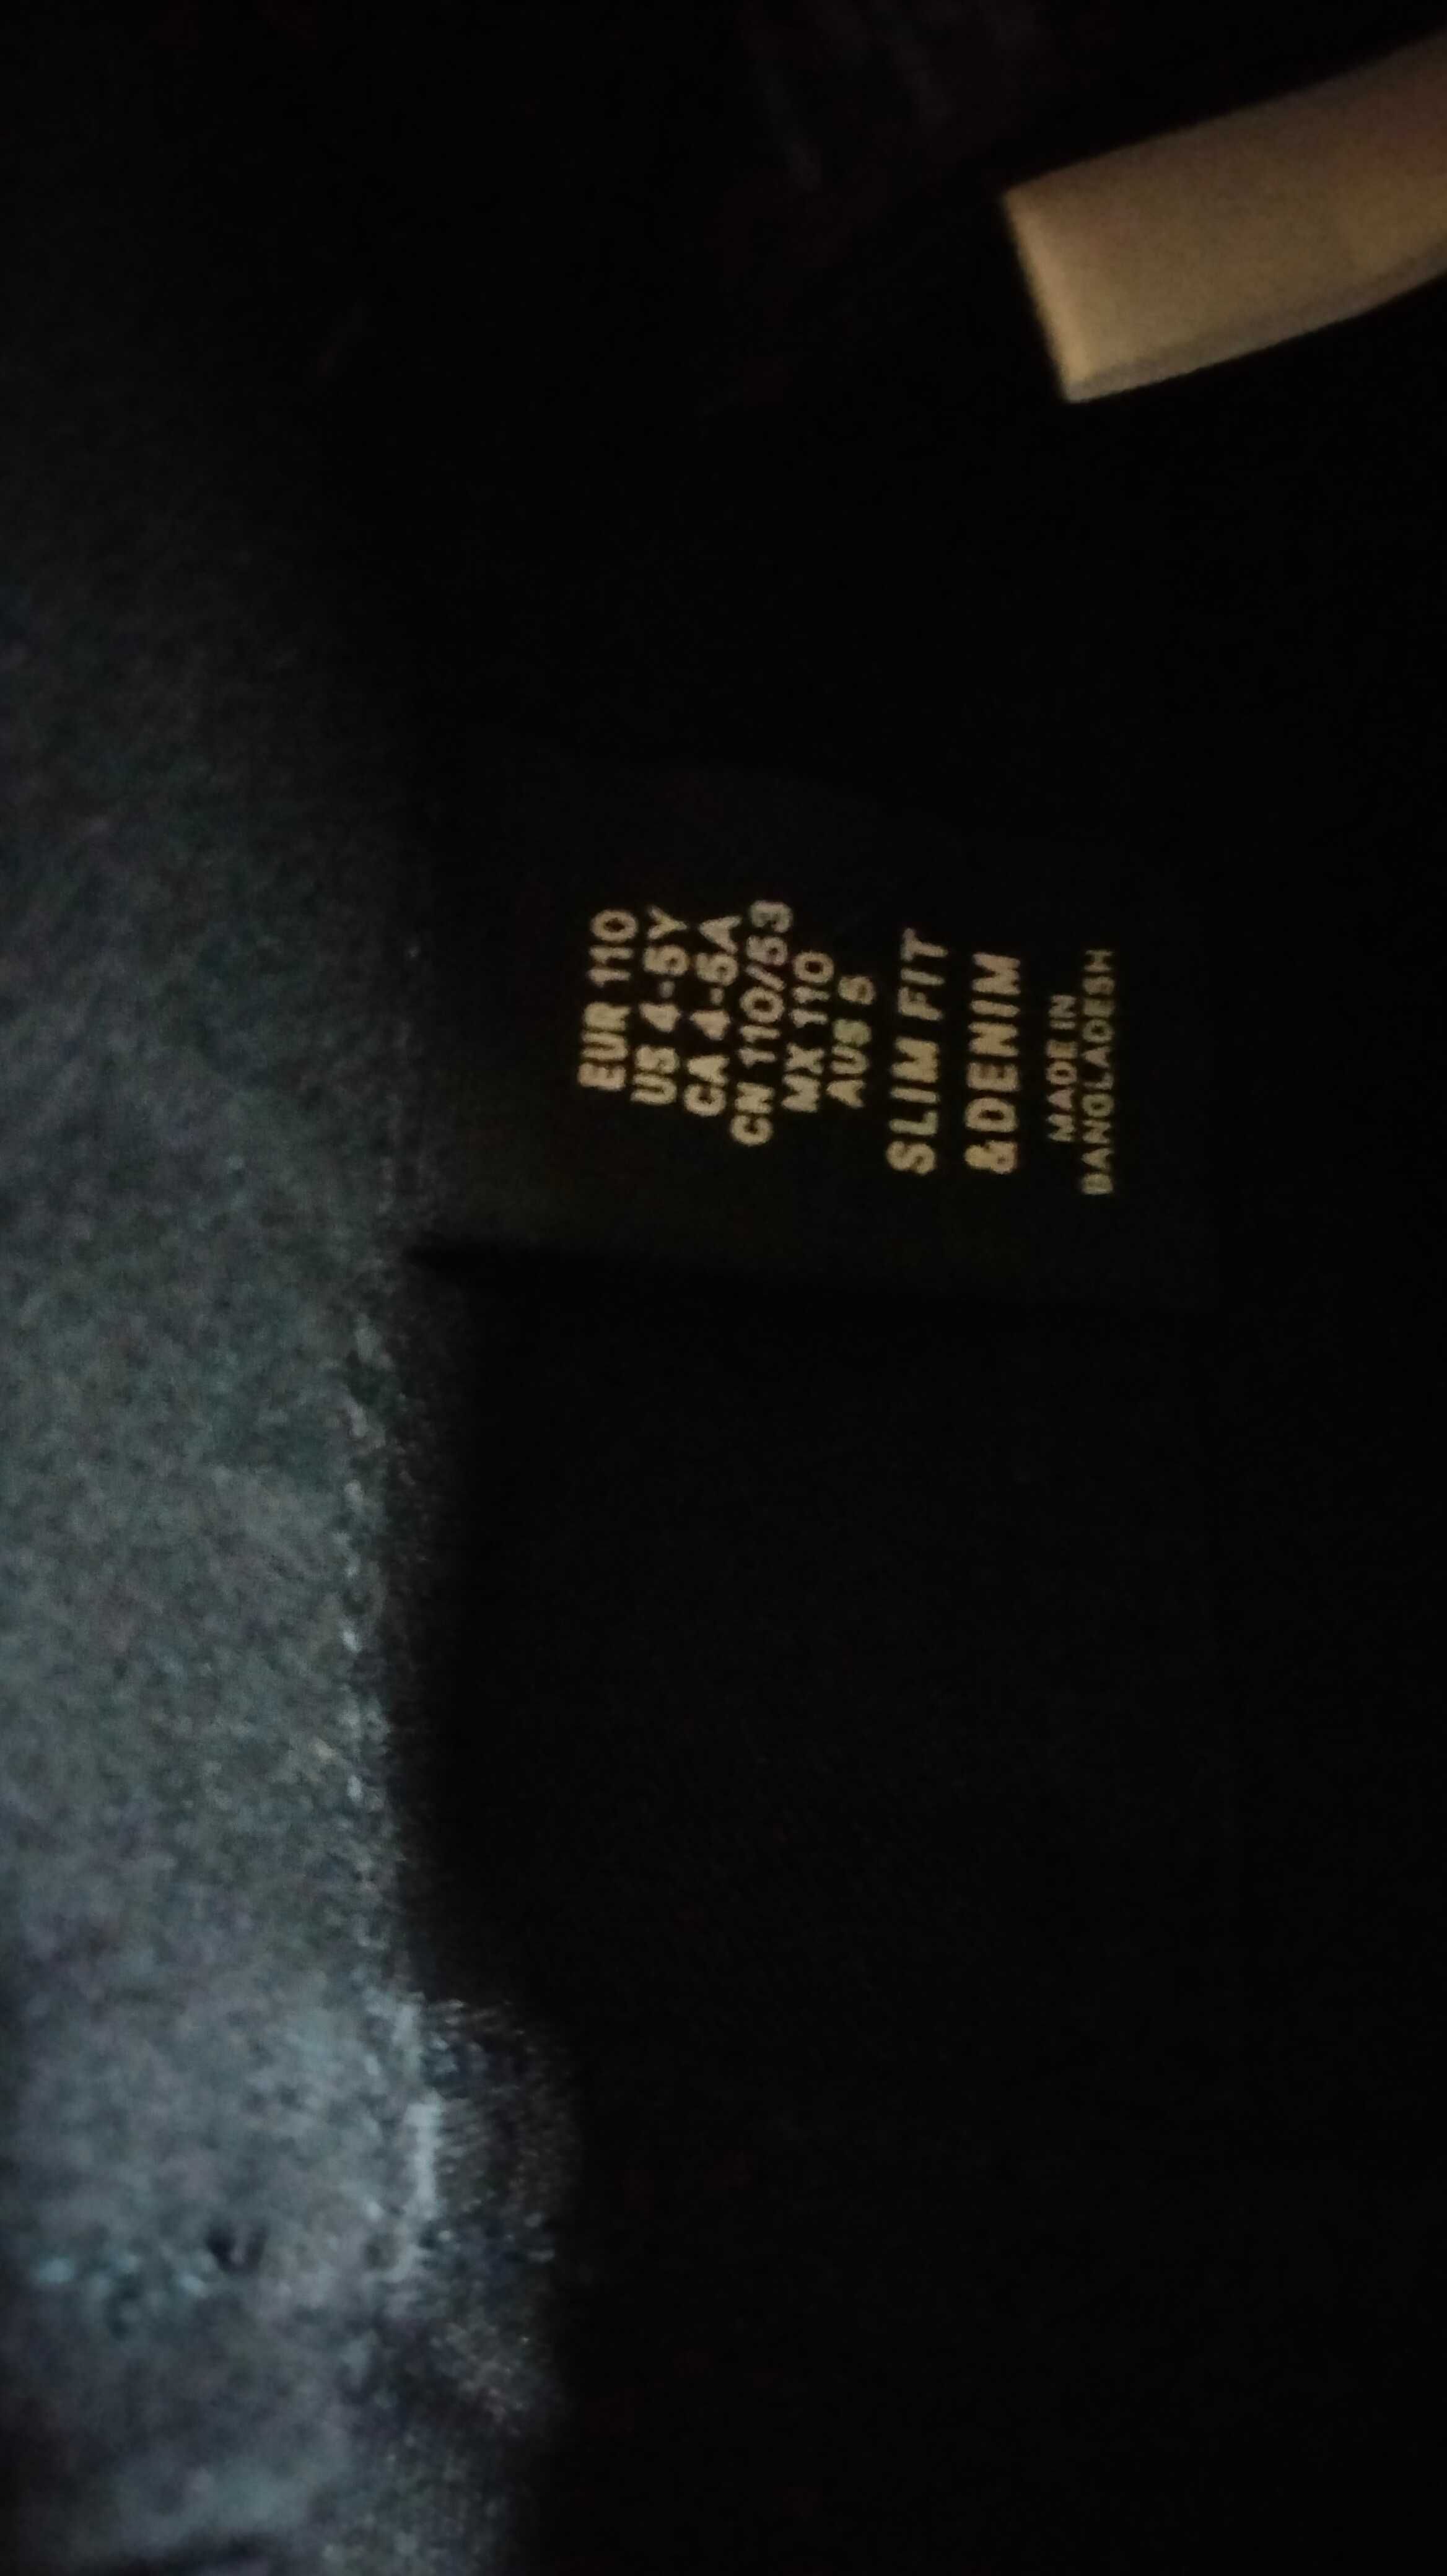 EUR 110
US 4-5Y
CA 4-5A
CN 110/53
MX 110
AUS 5
SLIM FIT
&DENIM
MADE IN
BANGLADESH